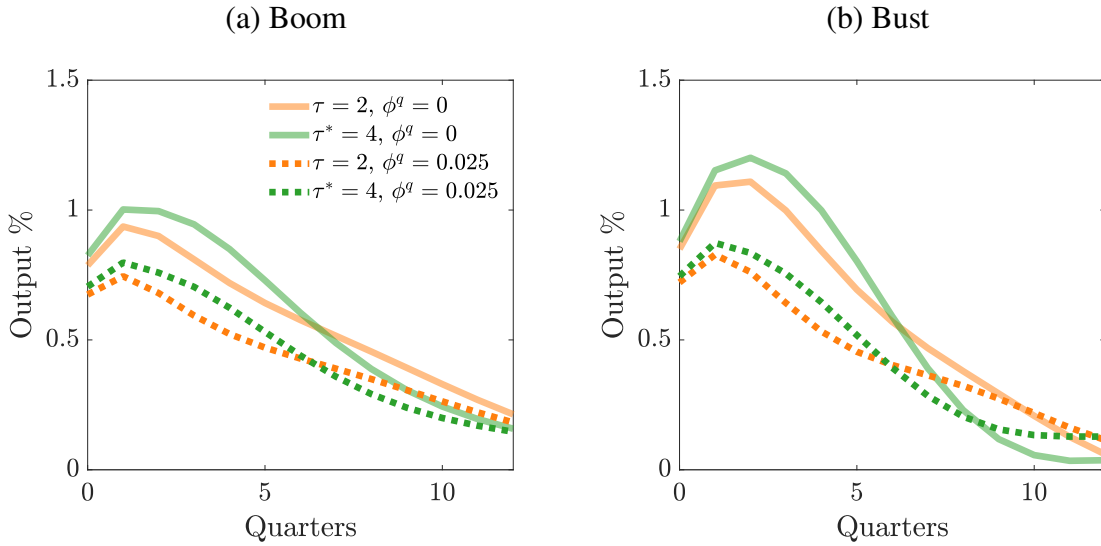 (a) Boom
(b) Bust
1.5
1
0.5
0
Output %
0
5
10
Quarters
τ = 2, ϕ^q = 0
τ* = 4, ϕ^q = 0
τ = 2, ϕ^q = 0.025
τ* = 4, ϕ^q = 0.025
1.5
1
0.5
0
Output %
0
5
10
Quarters